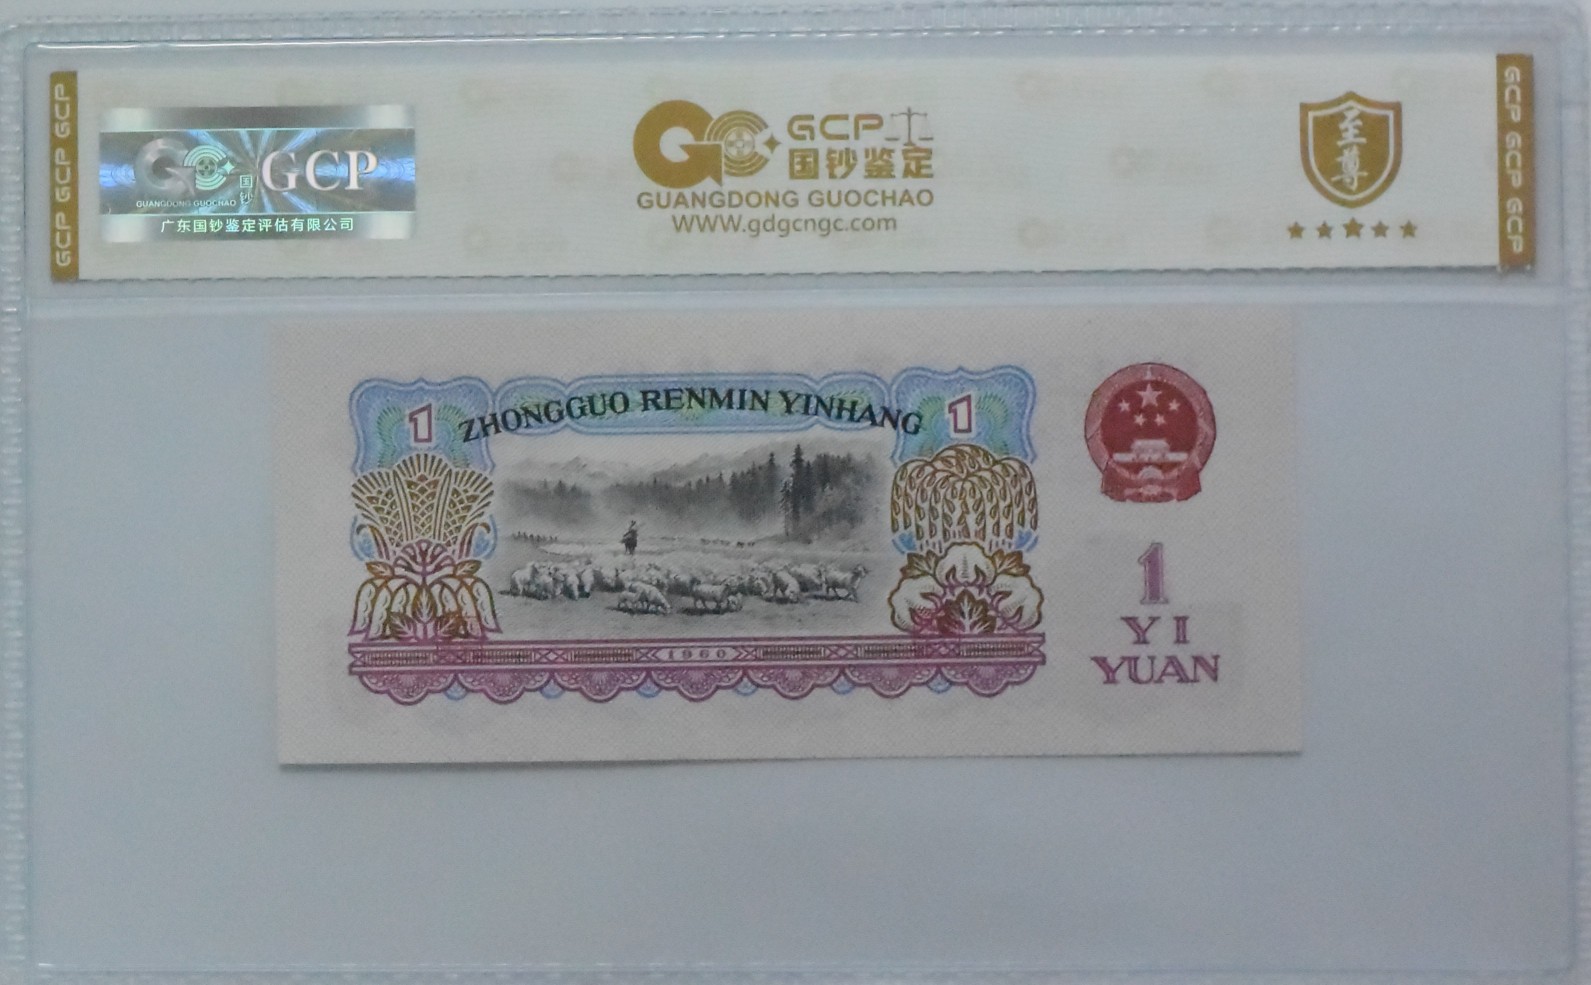 GCP GCP GCP
GCP
国钞
GUANGDONG GUOCHAO
广东国钞鉴定评估有限公司
GCP
国钞鉴定
GUANGDONG GUOCHAO
WWW.gdgcngc.com
至尊
GCP GCP GCP
1
ZHONGGUO RENMIN YINHANG
1
1960
1
YI
YUAN